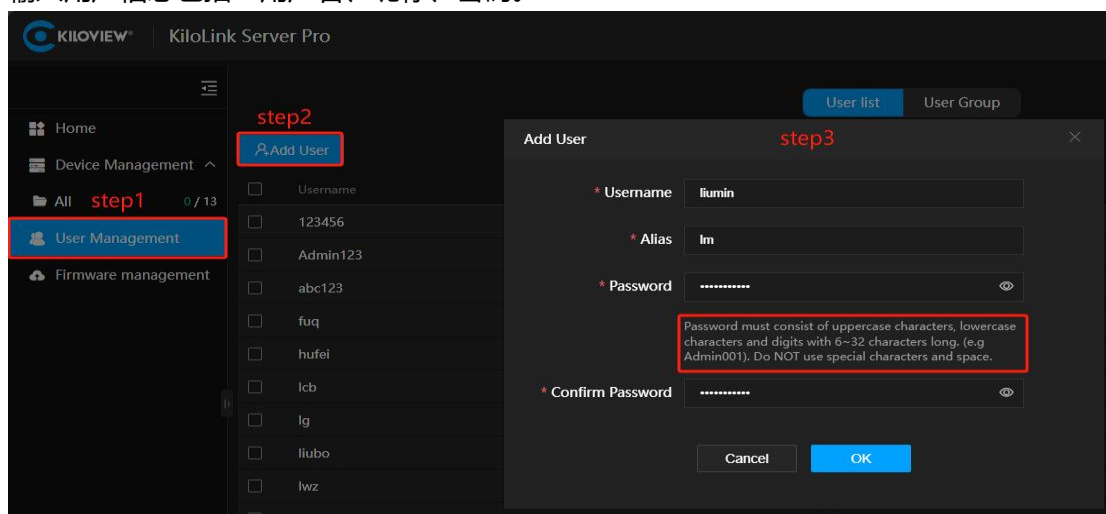 KILOVIEW® KiloLink Server Pro
User list User Group
step2
Home
Add User
Add User step3
Device Management
Username
* Username liumin
All step1 0 / 13
123456
User Management
* Alias lm
Admin123
Firmware management
abc123
* Password •••••••••••
fuq
Password must consist of uppercase characters, lowercase
characters and digits with 6~32 characters long. (e.g
Admin001). Do NOT use special characters and space.
hufei
lcb
* Confirm Password •••••••••••
lg
liubo
Cancel OK
lwz